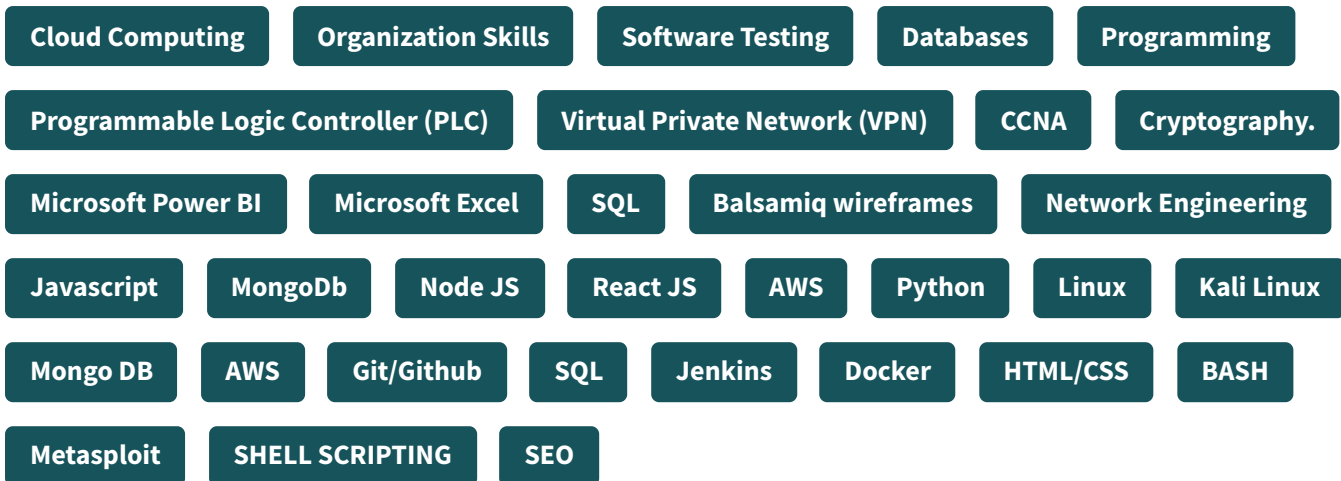 Cloud Computing Organization Skills Software Testing Databases Programming
Programmable Logic Controller (PLC) Virtual Private Network (VPN) CCNA Cryptography.
Microsoft Power BI Microsoft Excel SQL Balsamiq wireframes Network Engineering
Javascript MongoDb Node JS React JS AWS Python Linux Kali Linux
Mongo DB AWS Git/Github SQL Jenkins Docker HTML/CSS BASH
Metasploit SHELL SCRIPTING SEO